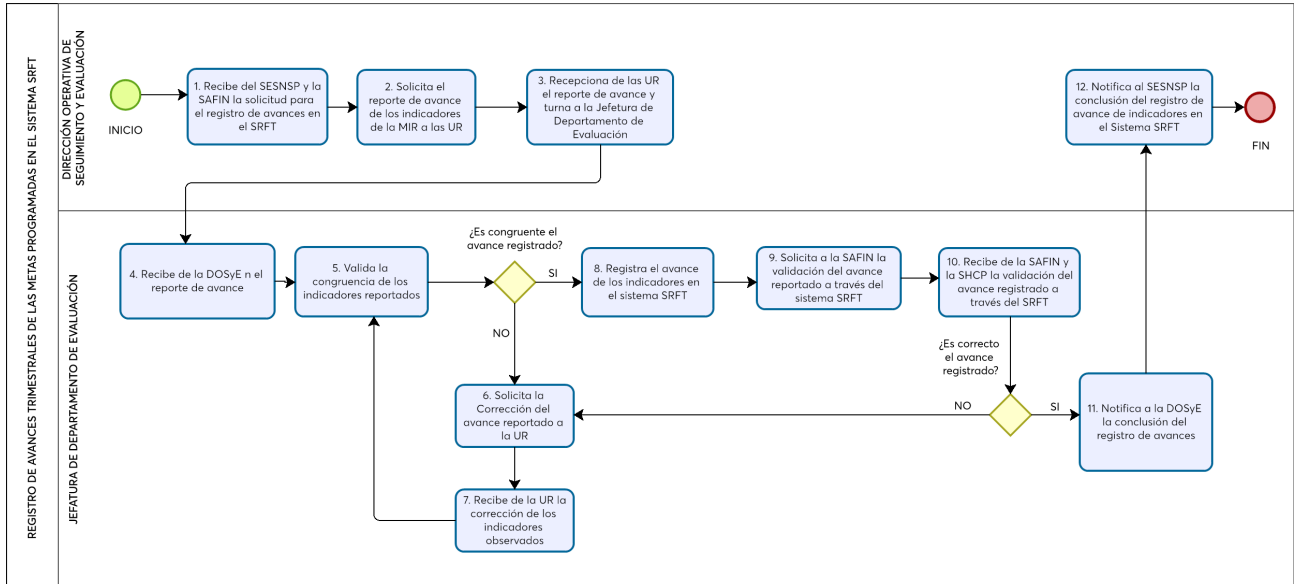 REGISTRO DE AVANCES TRIMESTRALES DE LAS METAS PROGRAMADAS EN EL SISTEMA SRFT
DIRECCIÓN OPERATIVA DE
SEGUIMIENTO Y EVALUACIÓN
INICIO
1. Recibe del SESNSP y la
SAFIN la solicitud para
el registro de avances en
el SRFT
2. Solicita el
reporte de avance
de los indicadores
de la MIR a las UR
3. Recepciona de las UR
el reporte de avance y
turna a la Jefetura de
Departamento de
Evaluación
12. Notifica al SESNSP la
conclusión del registro de
avance de indicadores en
el Sistema SRFT
FIN
JEFATURA DE DEPARTAMENTO DE EVALUACIÓN
4. Recibe de la DOSyE n el
reporte de avance
5. Valida la
congruencia de los
indicadores reportados
¿Es congruente el
avance registrado?
SI
NO
8. Registra el avance
de los indicadores en
el sistema SRFT
9. Solicita a la SAFIN la
validación del avance
reportado a través del
sistema SRFT
10. Recibe de la SAFIN y
la SHCP la validación del
avance registrado a
través del SRFT
¿Es correcto
el avance
registrado?
NO
SI
6. Solicita la
Corrección del
avance reportado a
la UR
11. Notifica a la DOSyE
la conclusión del
registro de avances
7. Recibe de la UR la
corrección de los
indicadores
observados